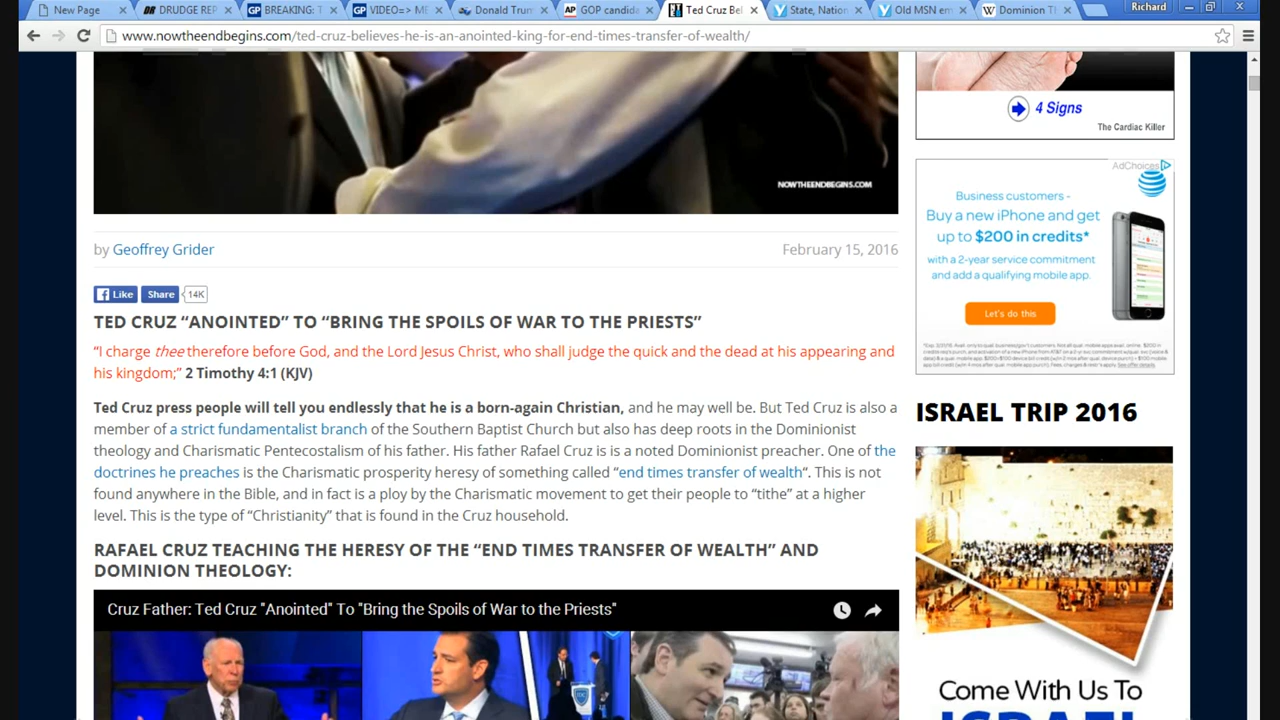 New Page
DRUDGE REP
BREAKING: T
VIDEO=> ME
Donald Trum
GOP candida
Ted Cruz Bel
State, Nation
Old MSN em
Dominion Th
Richard
www.nowtheendbegins.com/ted-cruz-believes-he-is-an-anointed-king-for-end-times-transfer-of-wealth/
NOWTHEENDBEGINS.COM
by Geoffrey Grider
February 15, 2016
Like Share 14K
TED CRUZ “ANOINTED” TO “BRING THE SPOILS OF WAR TO THE PRIESTS”
“I charge thee therefore before God, and the Lord Jesus Christ, who shall judge the quick and the dead at his appearing and
his kingdom;” 2 Timothy 4:1 (KJV)
Ted Cruz press people will tell you endlessly that he is a born-again Christian, and he may well be. But Ted Cruz is also a
member of a strict fundamentalist branch of the Southern Baptist Church but also has deep roots in the Dominionist
theology and Charismatic Pentecostalism of his father. His father Rafael Cruz is is a noted Dominionist preacher. One of the
doctrines he preaches is the Charismatic prosperity heresy of something called “end times transfer of wealth“. This is not
found anywhere in the Bible, and in fact is a ploy by the Charismatic movement to get their people to “tithe” at a higher
level. This is the type of “Christianity” that is found in the Cruz household.
RAFAEL CRUZ TEACHING THE HERESY OF THE “END TIMES TRANSFER OF WEALTH” AND
DOMINION THEOLOGY:
Cruz Father: Ted Cruz "Anointed" To "Bring the Spoils of War to the Priests"
4 Signs
The Cardiac Killer
AdChoices
Business customers -
Buy a new iPhone and get
up to $200 in credits*
with a 2-year service commitment
and add a qualifying mobile app.
Let's do this
ISRAEL TRIP 2016
Come With Us To
ISRAEL